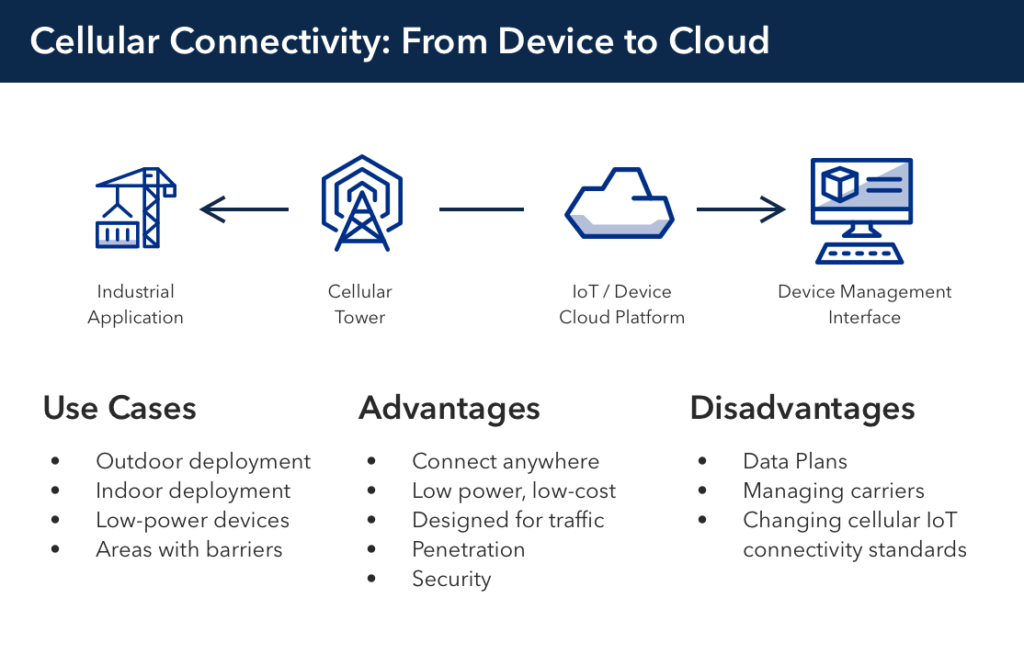 Cellular Connectivity: From Device to Cloud
Industrial
Application
Cellular
Tower
IoT / Device
Cloud Platform
Device Management
Interface
Use Cases
• Outdoor deployment
• Indoor deployment
• Low-power devices
• Areas with barriers
Advantages
• Connect anywhere
• Low power, low-cost
• Designed for traffic
• Penetration
• Security
Disadvantages
• Data Plans
• Managing carriers
• Changing cellular IoT
connectivity standards